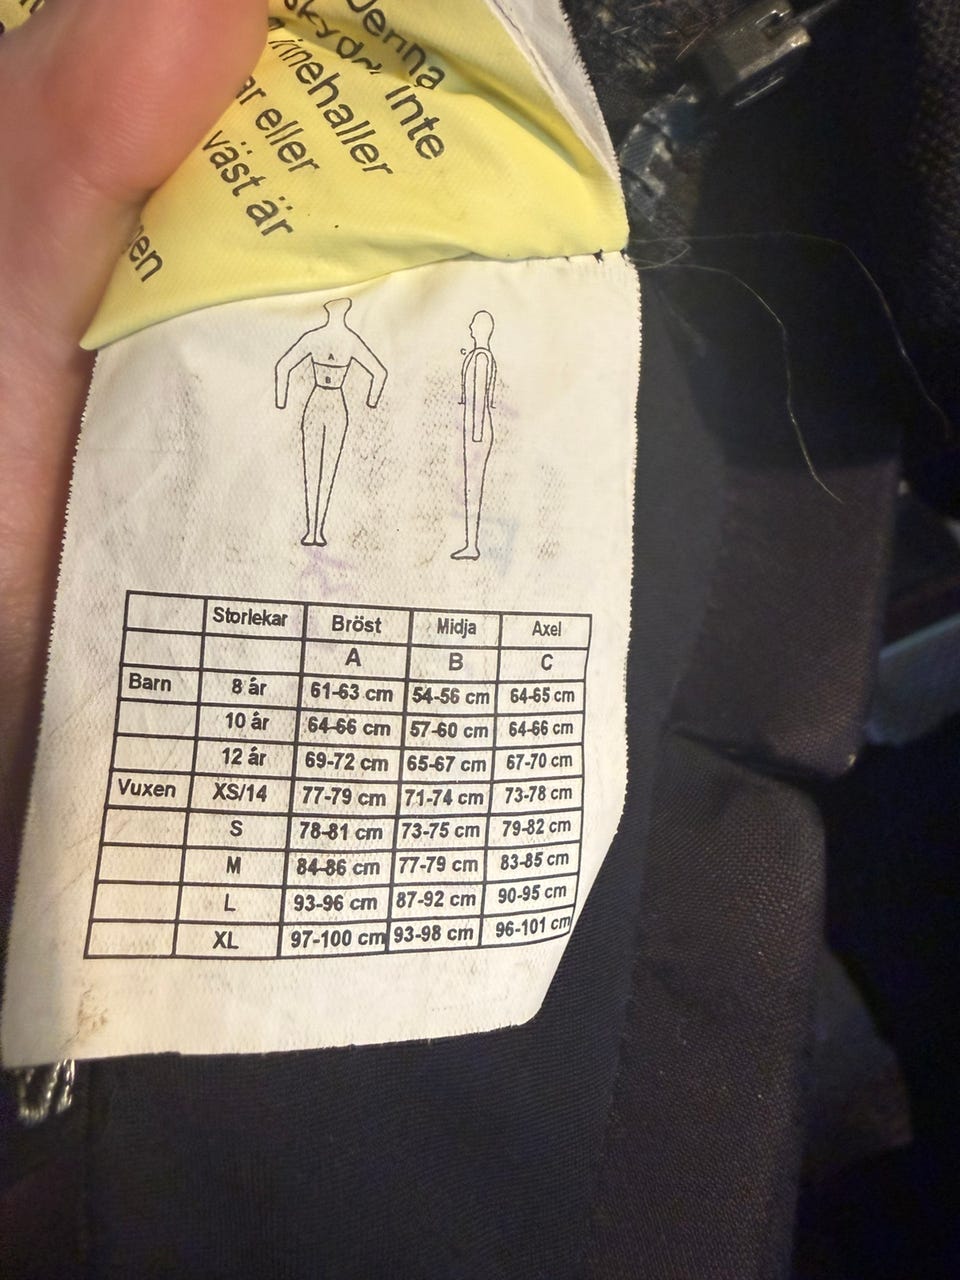 Denna
inte
innehaller
ar eller
väst är
en
A
B
C
Storlekar Bröst Midja Axel
A B C
Barn 8 år 61-63 cm 54-56 cm 64-65 cm
10 år 64-66 cm 57-60 cm 64-66 cm
12 år 69-72 cm 65-67 cm 67-70 cm
Vuxen XS/14 77-79 cm 71-74 cm 73-78 cm
S 78-81 cm 73-75 cm 79-82 cm
M 84-86 cm 77-79 cm 83-85 cm
L 93-96 cm 87-92 cm 90-95 cm
XL 97-100 cm 93-98 cm 96-101 cm